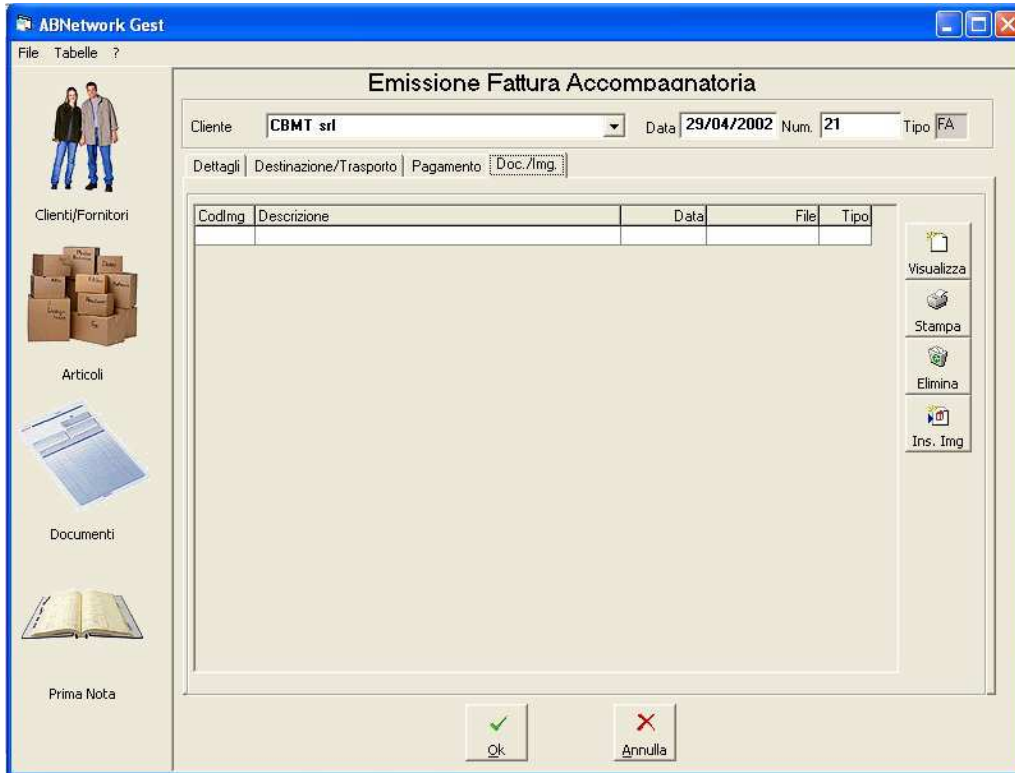 ABNetwork Gest
File Tabelle ?
Emissione Fattura Accompagnatoria
Cliente CBMT srl Data 29/04/2002 Num. 21 Tipo FA
Dettagli Destinazione/Trasporto Pagamento Doc./Img.
Clienti/Fornitori
CodImg Descrizione Data File Tipo
Visualizza
Stampa
Articoli
Elimina
Ins. Img
Documenti
Prima Nota
Ok Annulla